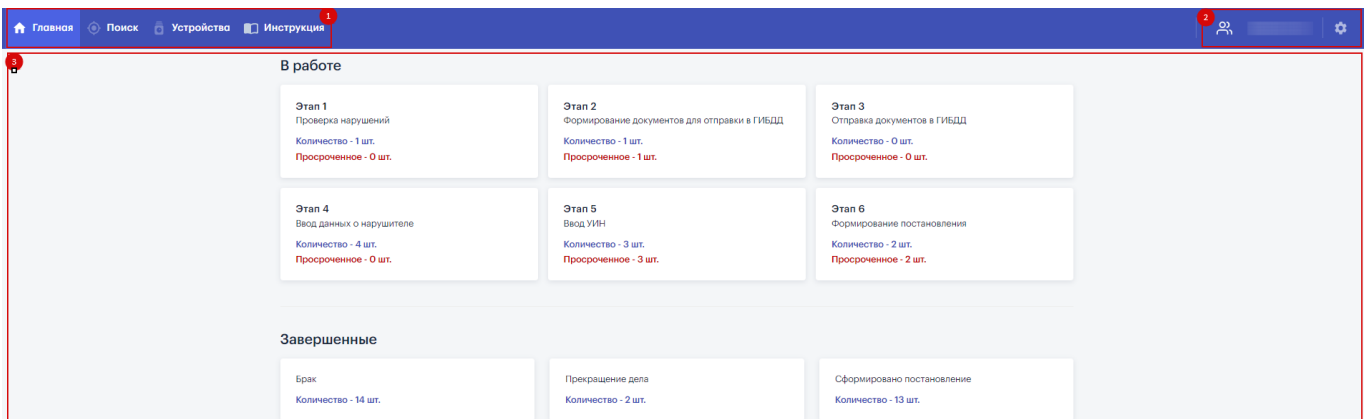 1
2
Главная Поиск Устройства Инструкция
3
В работе
Этап 1 Этап 2 Этап 3
Проверка нарушений Формирование документов для отправки в ГИБДД Отправка документов в ГИБДД
Количество - 1 шт. Количество - 1 шт. Количество - 0 шт.
Просроченное - 0 шт. Просроченное - 1 шт. Просроченное - 0 шт.
Этап 4 Этап 5 Этап 6
Ввод данных о нарушителе Ввод УИН Формирование постановления
Количество - 4 шт. Количество - 3 шт. Количество - 2 шт.
Просроченное - 0 шт. Просроченное - 3 шт. Просроченное - 2 шт.
Завершенные
Брак Прекращение дела Сформировано постановление
Количество - 14 шт. Количество - 2 шт. Количество - 13 шт.